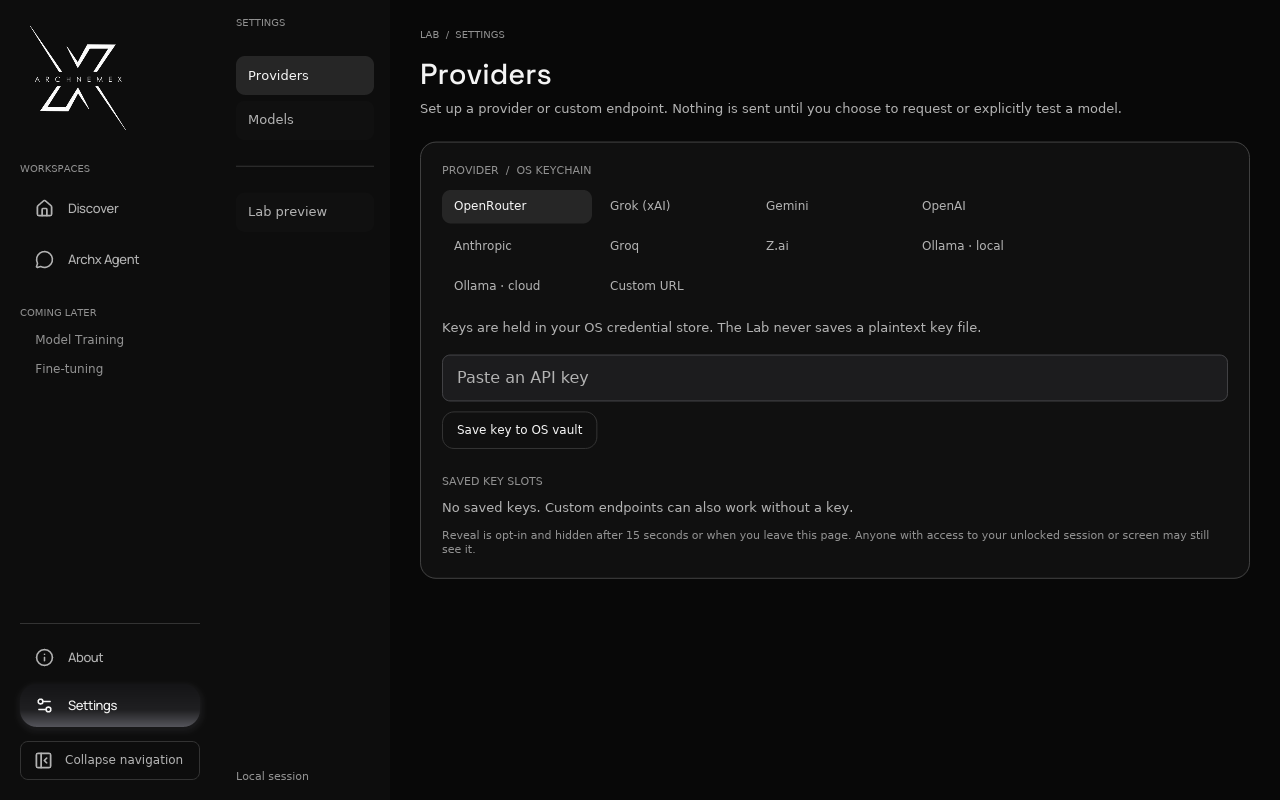 ARCHNEMEX
WORKSPACES
Discover
Archx Agent
COMING LATER
Model Training
Fine-tuning
About
Settings
Collapse navigation
SETTINGS
Providers
Models
Lab preview
Local session
LAB / SETTINGS
Providers
Set up a provider or custom endpoint. Nothing is sent until you choose to request or explicitly test a model.
PROVIDER / OS KEYCHAIN
OpenRouter Grok (xAI) Gemini OpenAI
Anthropic Groq Z.ai Ollama · local
Ollama · cloud Custom URL
Keys are held in your OS credential store. The Lab never saves a plaintext key file.
Paste an API key
Save key to OS vault
SAVED KEY SLOTS
No saved keys. Custom endpoints can also work without a key.
Reveal is opt-in and hidden after 15 seconds or when you leave this page. Anyone with access to your unlocked session or screen may still
see it.